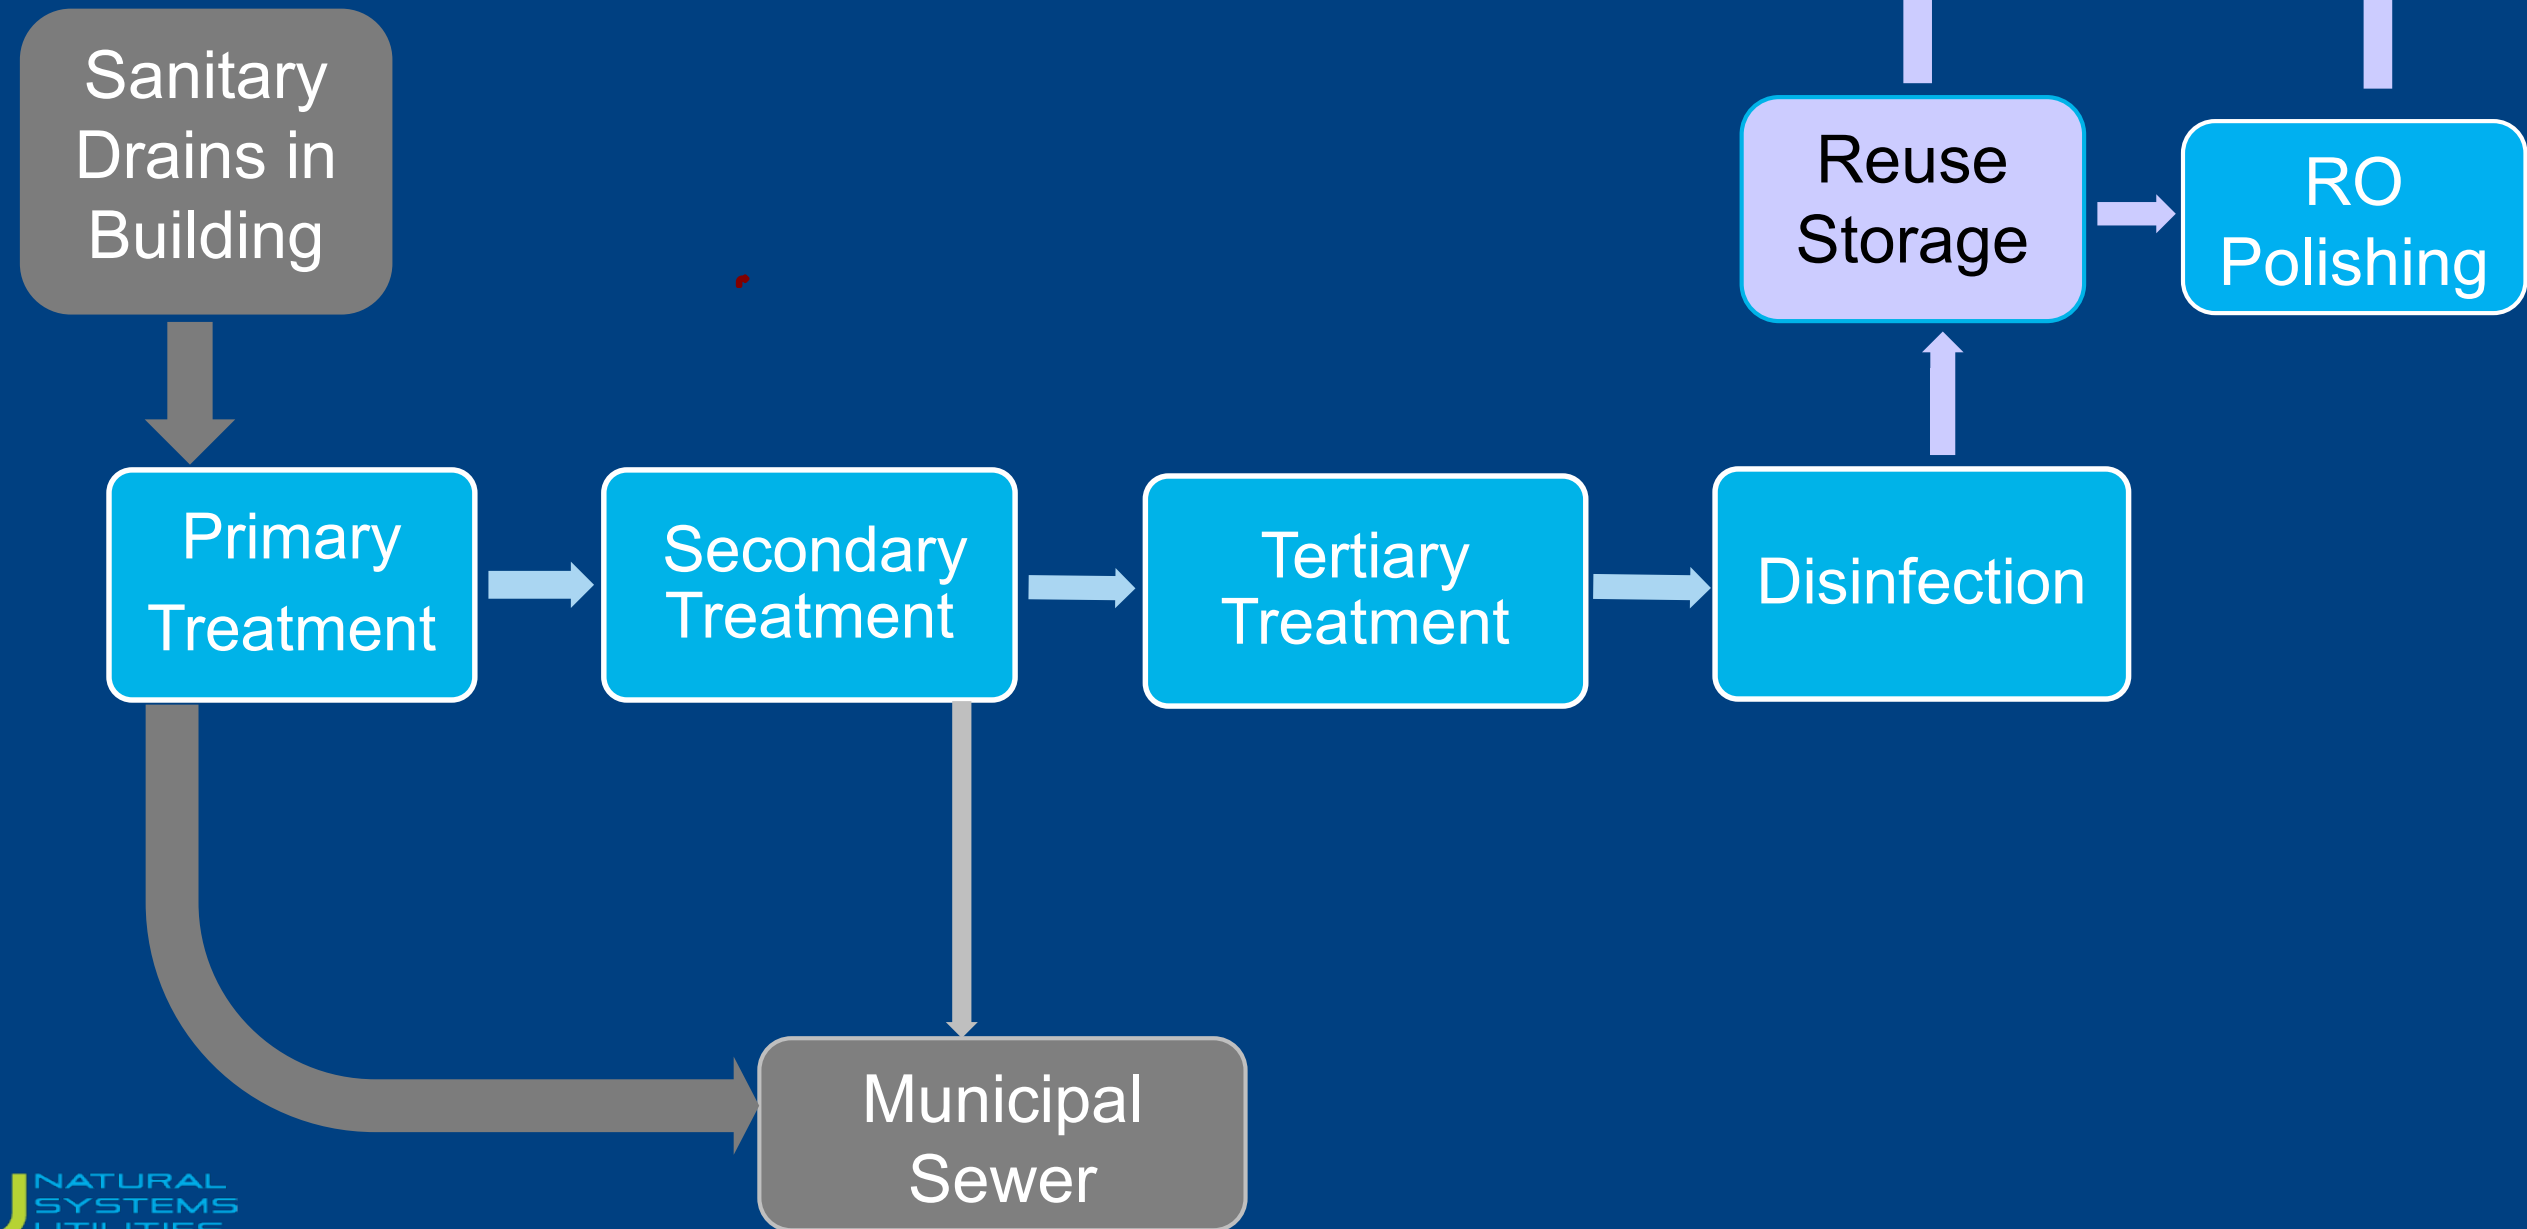 Sanitary
Drains in
Building
Reuse
Storage
RO
Polishing
Primary
Treatment
Secondary
Treatment
Tertiary
Treatment
Disinfection
Municipal
Sewer
NATURAL
SYSTEMS
UTILITIES